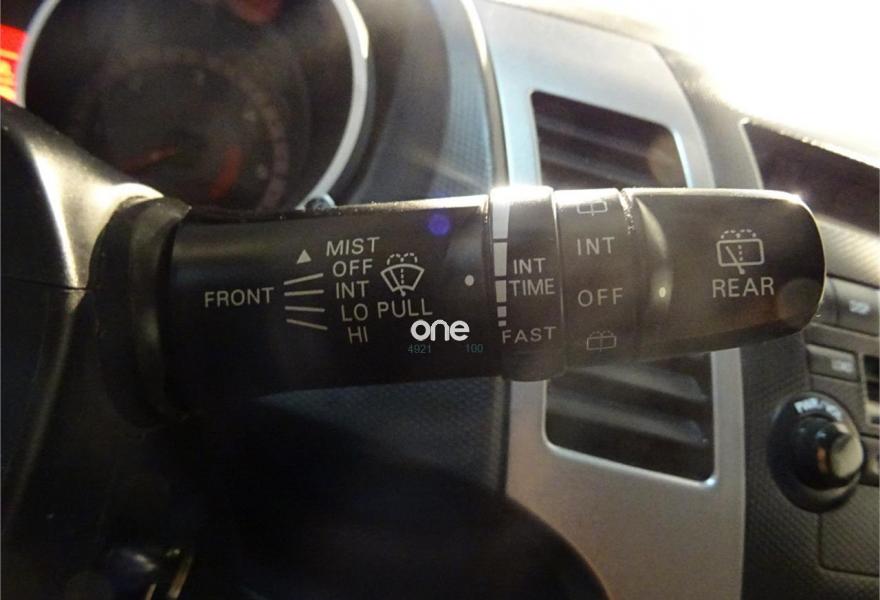 FRONT
MIST
OFF
INT
LO
HI
PULL
INT
TIME
FAST
INT
OFF
REAR
one
4921 100